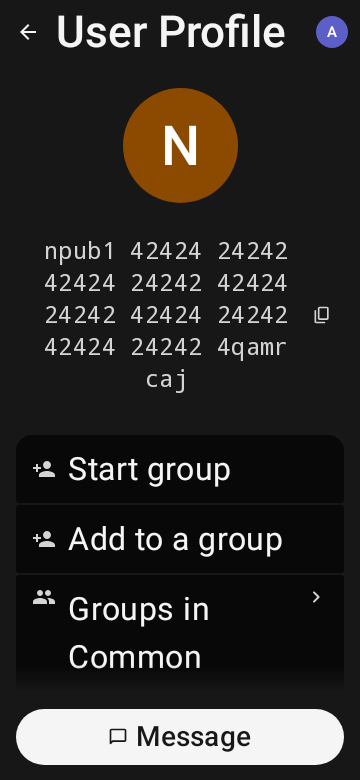 User Profile
A
N
npub1 42424 24242
42424 24242 42424
24242 42424 24242
42424 24242 4qamr
caj
Start group
Add to a group
Groups in
Common
Message